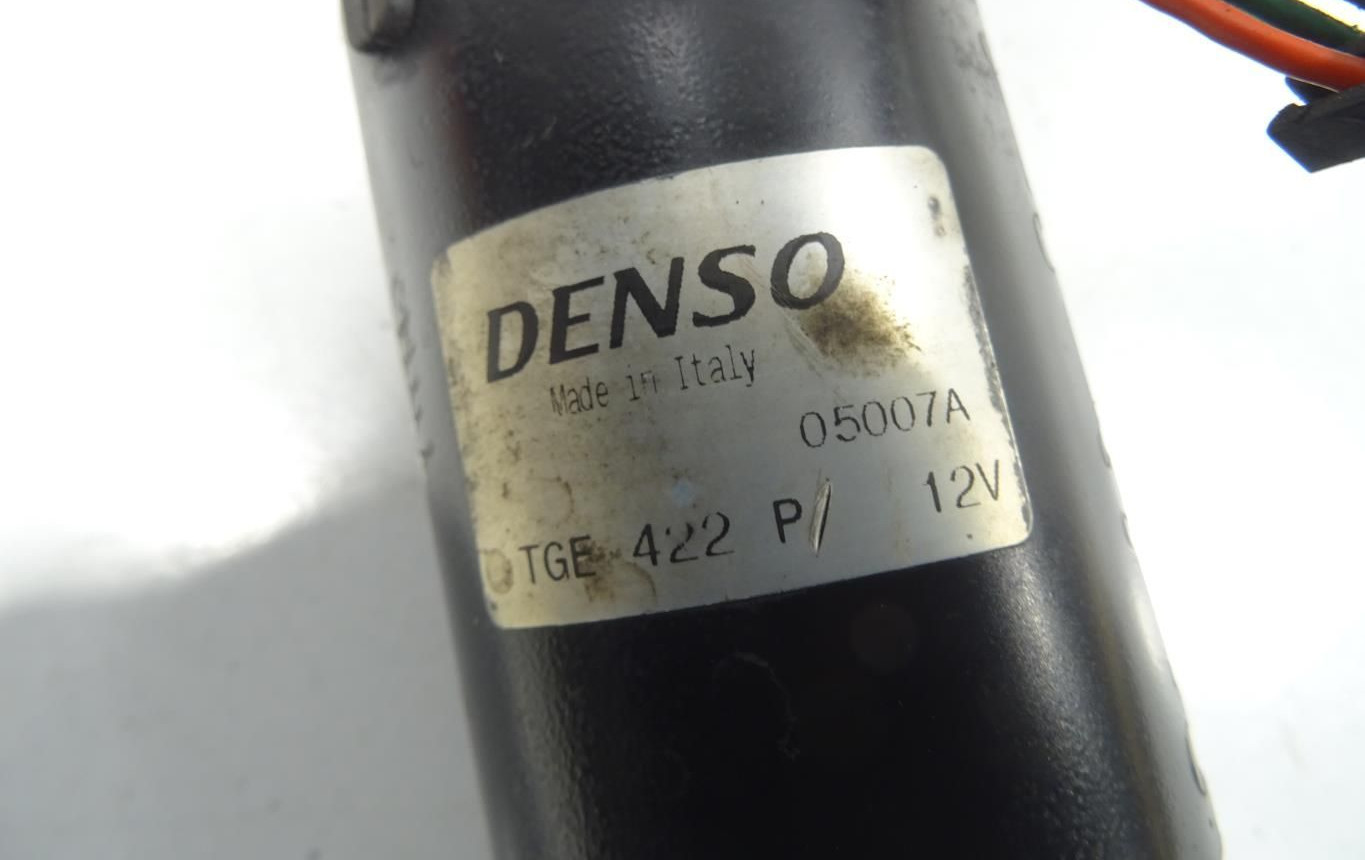 DENSO
Made in Italy
05007A
TGE 422 P/ 12V